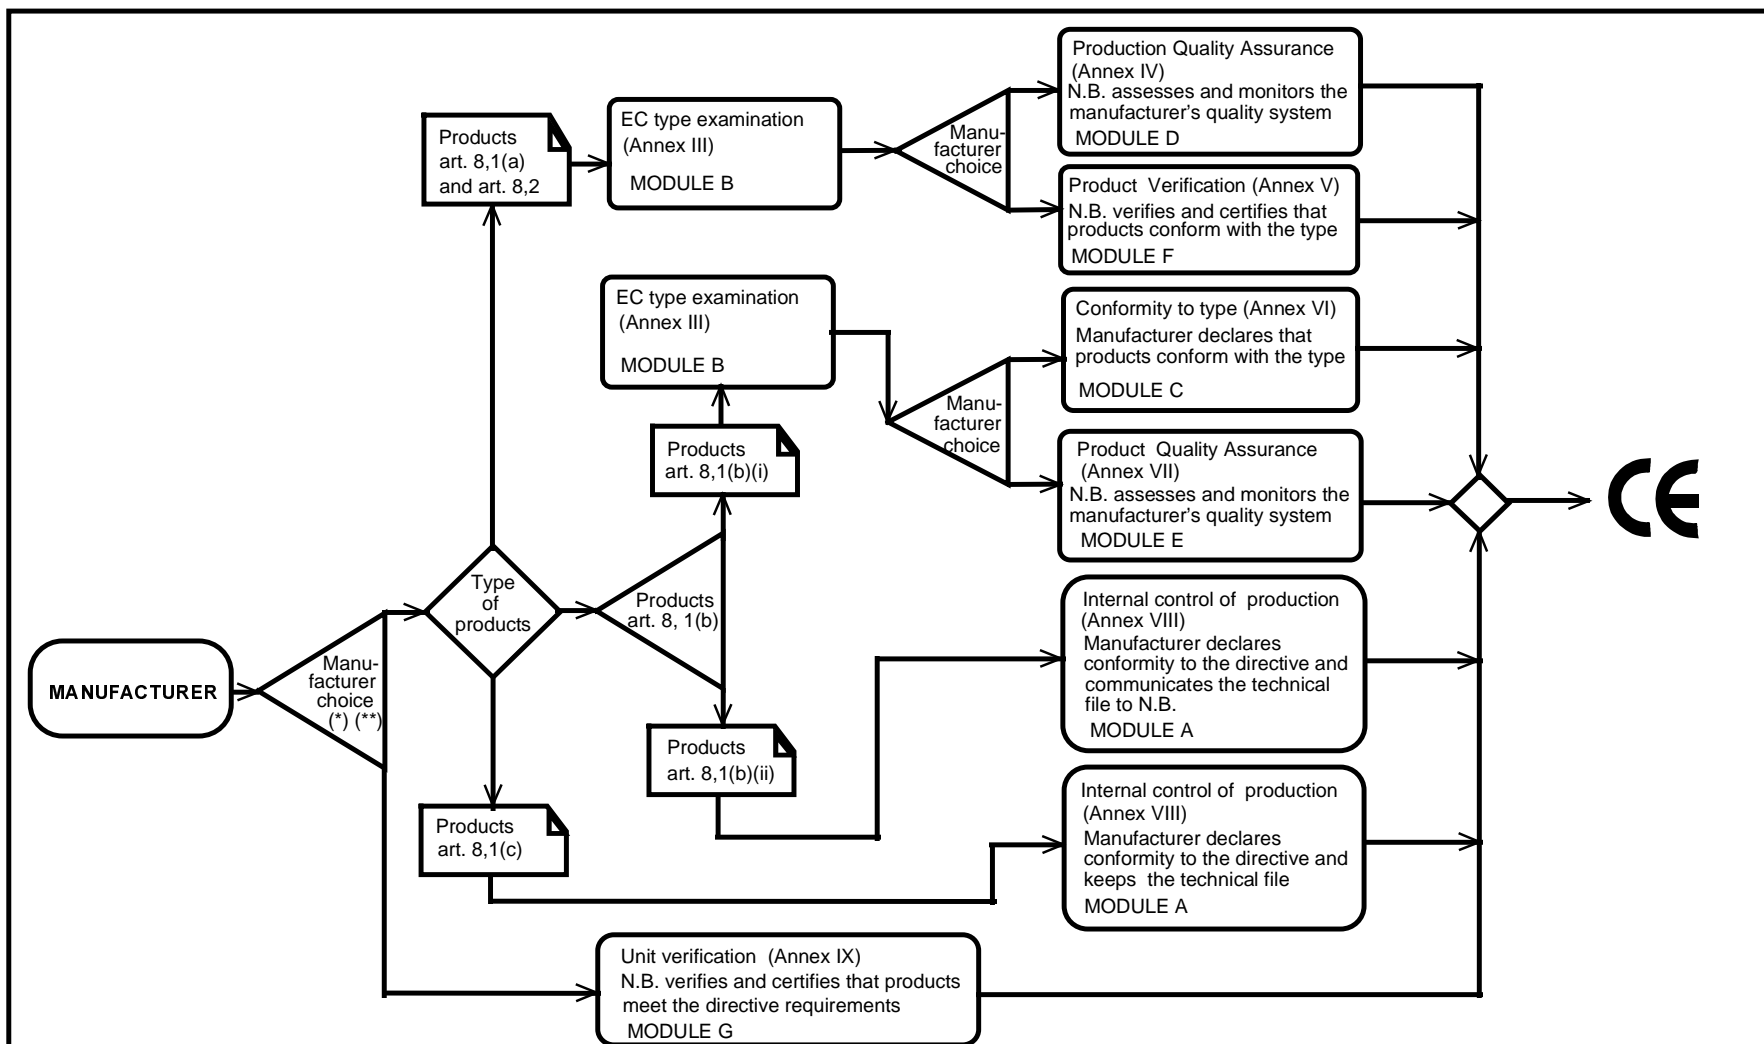 MANUFACTURER
Manu-
facturer
choice
(*) (**)
Type
of
products
Products
art. 8,1(a)
and art. 8,2
EC type examination
(Annex III)
MODULE B
Manu-
facturer
choice
Production Quality Assurance
(Annex IV)
N.B. assesses and monitors the
manufacturer's quality system
MODULE D
Product Verification (Annex V)
N.B. verifies and certifies that
products conform with the type
MODULE F
Products
art. 8, 1(b)
Products
art. 8,1(b)(i)
EC type examination
(Annex III)
MODULE B
Manu-
facturer
choice
Conformity to type (Annex VI)
Manufacturer declares that
products conform with the type
MODULE C
Product Quality Assurance
(Annex VII)
N.B. assesses and monitors the
manufacturer's quality system
MODULE E
Products
art. 8,1(b)(ii)
Internal control of production
(Annex VIII)
Manufacturer declares
conformity to the directive and
communicates the technical
file to N.B.
MODULE A
Products
art. 8,1(c)
Internal control of production
(Annex VIII)
Manufacturer declares
conformity to the directive and
keeps the technical file
MODULE A
Unit verification (Annex IX)
N.B. verifies and certifies that products
meet the directive requirements
MODULE G
CE